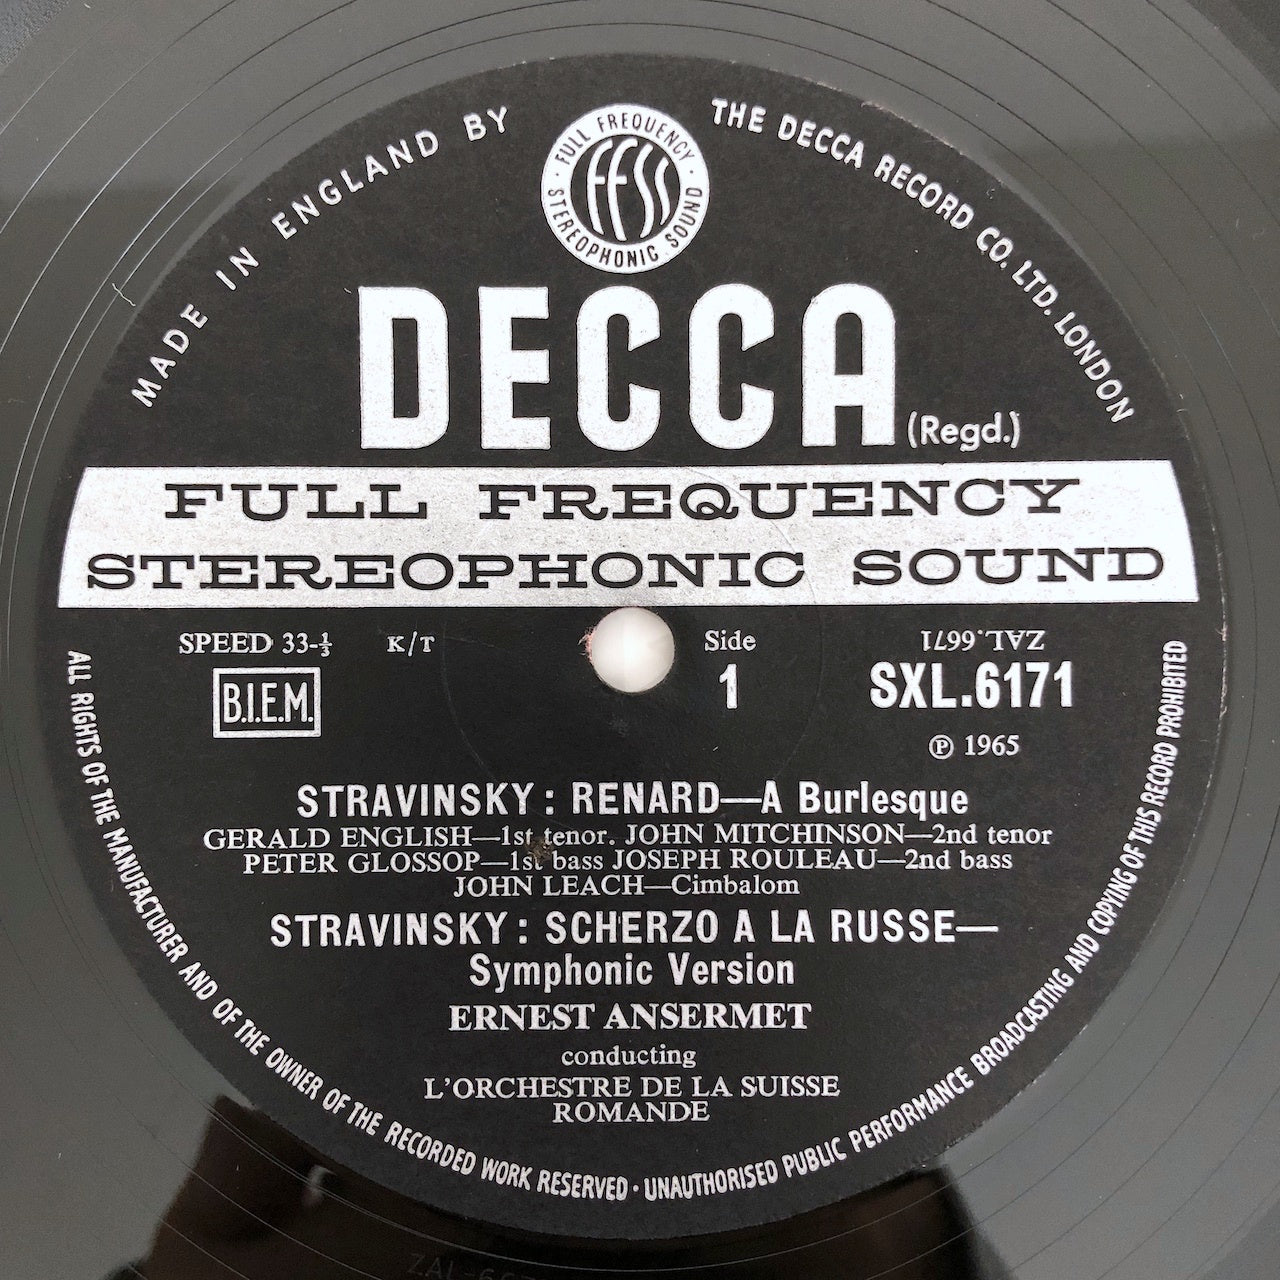 MADE IN ENGLAND BY
THE DECCA RECORD CO. LTD. LONDON
FULL FREQUENCY
FFSS
STEREOPHONIC SOUND
DECCA (Regd.)
FULL FREQUENCY
STEREOPHONIC SOUND
SPEED 33-⅓ K/T Side ZAL.6671
B.I.E.M. 1 SXL.6171
℗ 1965
STRAVINSKY: RENARD—A Burlesque
GERALD ENGLISH—1st tenor. JOHN MITCHINSON—2nd tenor
PETER GLOSSOP—1st bass JOSEPH ROULEAU—2nd bass
JOHN LEACH—Cimbalom
STRAVINSKY: SCHERZO A LA RUSSE—
Symphonic Version
ERNEST ANSERMET
conducting
L'ORCHESTRE DE LA SUISSE
ROMANDE
ALL RIGHTS OF THE MANUFACTURER AND OF THE OWNER OF THE RECORDED WORK RESERVED · UNAUTHORISED PUBLIC PERFORMANCE BROADCASTING AND COPYING OF THIS RECORD PROHIBITED